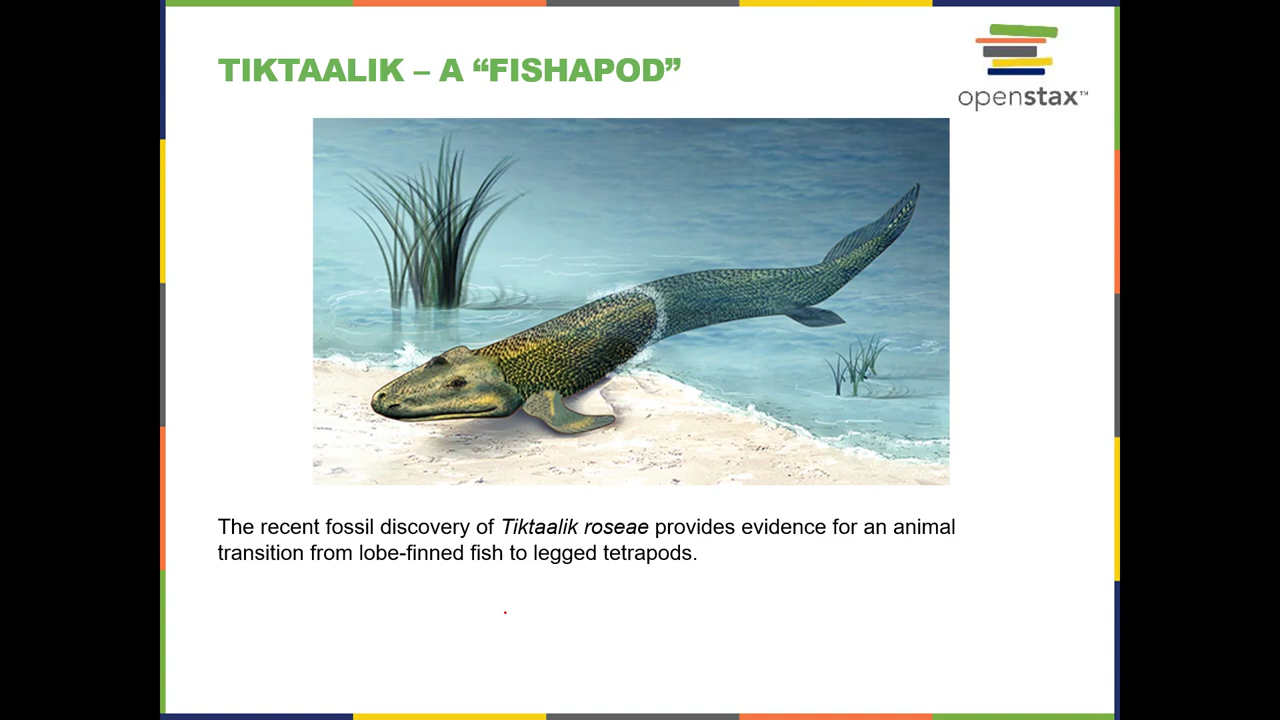 TIKTAALIK – A “FISHAPOD”
openstax™
The recent fossil discovery of Tiktaalik roseae provides evidence for an animal
transition from lobe-finned fish to legged tetrapods.